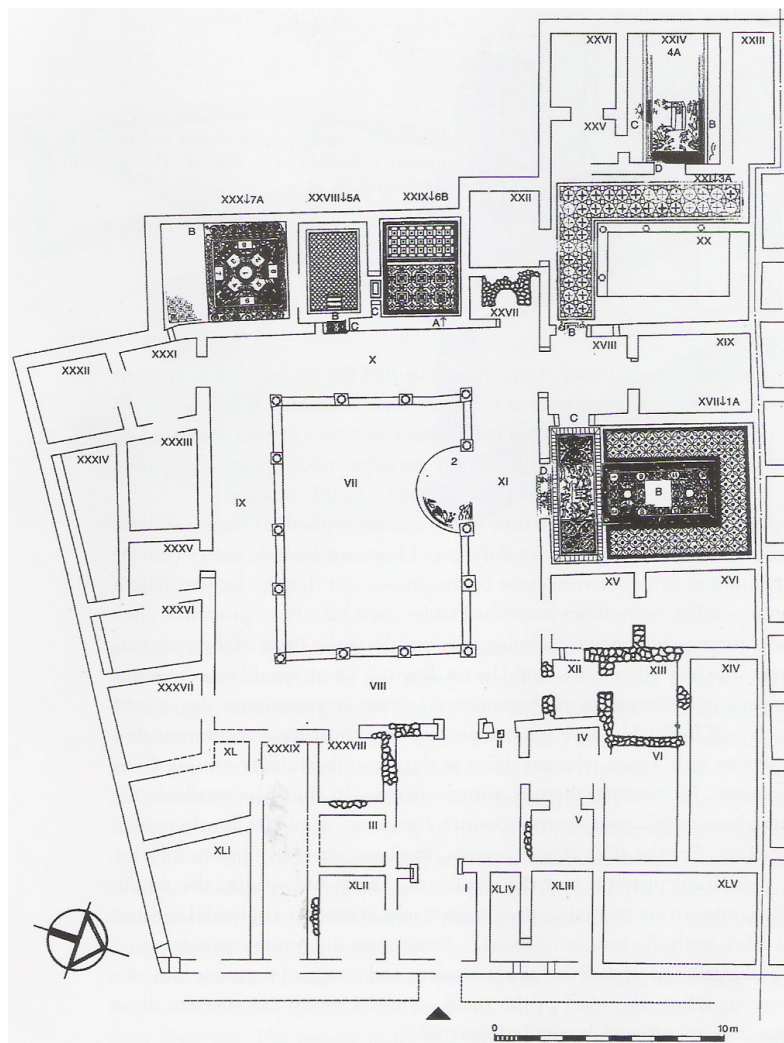 XXVI
XXIV
4A
XXIII
C
B
XXV
D
XXX↓7A
XXVIII↓5A
XXIX↓6B
XXII
XXI↓3A
B
XX
C
B
C
A↑
XXVII
B
XVIII
XIX
XXXII
XXXI
X
XVII↓1A
C
XXXIV
XXXIII
2
IX
VII
XI
D
B
XXXV
XV
XVI
XXXVI
XII
XIII
XIV
XXXVII
VIII
XL
XXXIX
XXXVIII
II
IV
VI
III
V
XLI
XLII
XLIV
XLIII
XLV
0
10 m